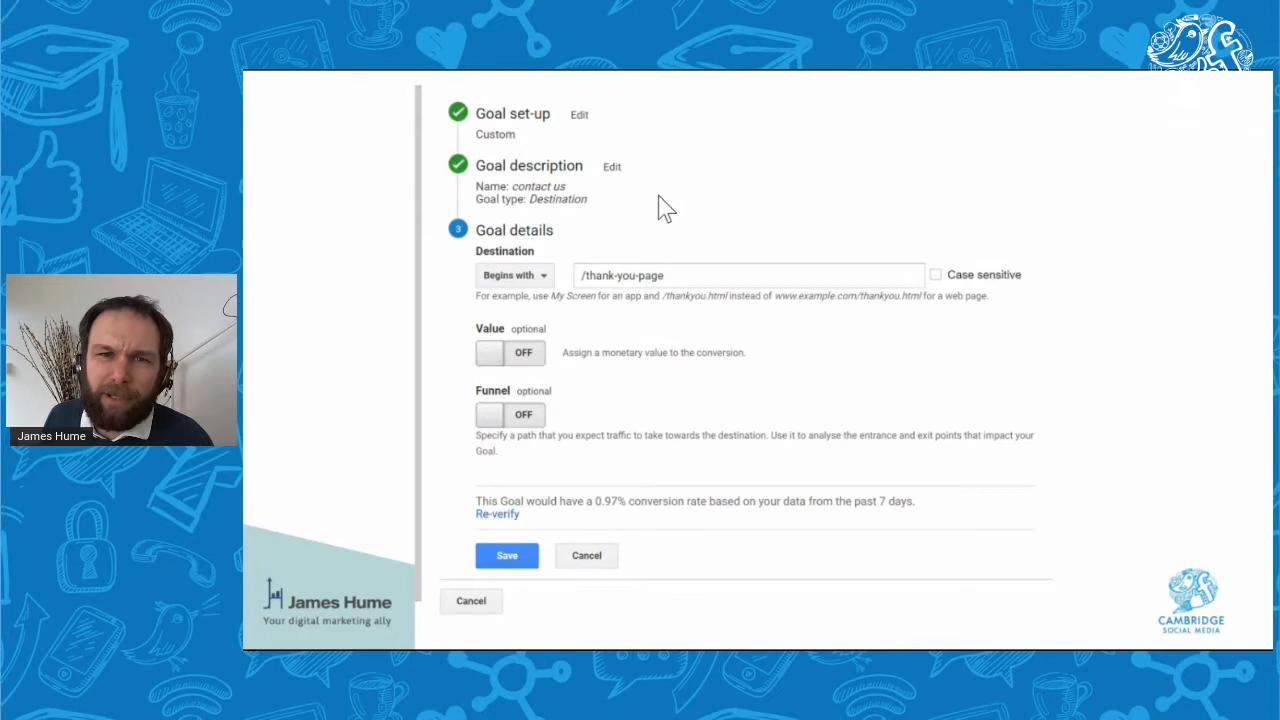 Goal set-up Edit
Custom
Goal description Edit
Name: contact us
Goal type: Destination
3 Goal details
Destination
Begins with /thank-you-page Case sensitive
For example, use My Screen for an app and /thankyou.html instead of www.example.com/thankyou.html for a web page.
Value optional
OFF Assign a monetary value to the conversion.
Funnel optional
OFF
Specify a path that you expect traffic to take towards the destination. Use it to analyse the entrance and exit points that impact your
Goal.
This Goal would have a 0.97% conversion rate based on your data from the past 7 days.
Re-verify
Save Cancel
Cancel
James Hume
James Hume
Your digital marketing ally
CAMBRIDGE
SOCIAL MEDIA